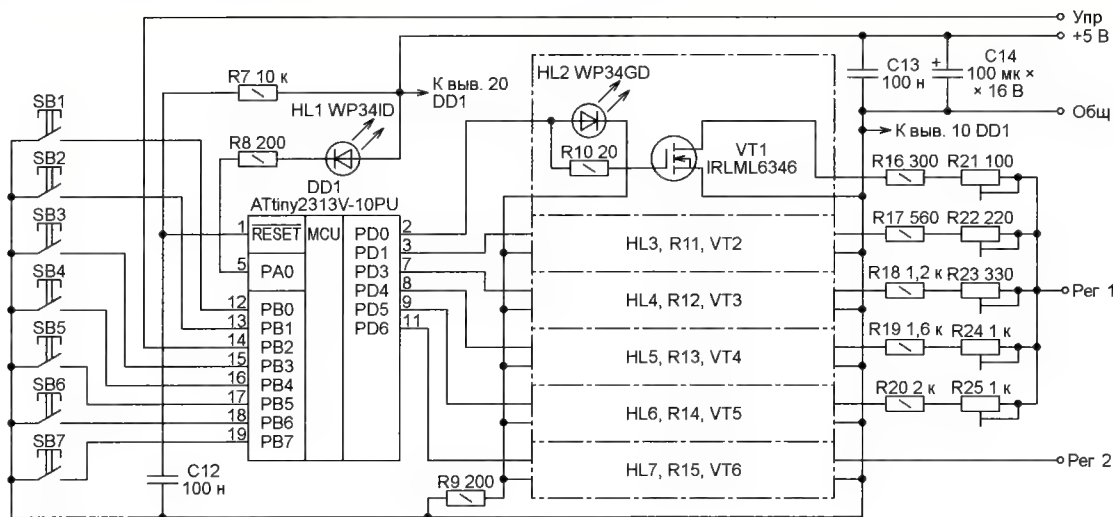 Упр
+5 В
R7 10 к
К выв. 20
DD1
HL1 WP34ID
R8 200
HL2 WP34GD
R10 20
VT1
IRLML6346
C13
100 н
+
C14
100 мк ×
× 16 В
Общ
К выв. 10 DD1
SB1
SB2
SB3
SB4
SB5
SB6
SB7
DD1
ATtiny2313V-10PU
1
RESET
MCU
5
PA0
12
PB0
13
PB1
14
PB2
15
PB3
16
PB4
17
PB5
18
PB6
19
PB7
PD0
2
PD1
3
PD3
7
PD4
8
PD5
9
PD6
11
HL3, R11, VT2
HL4, R12, VT3
HL5, R13, VT4
HL6, R14, VT5
HL7, R15, VT6
R16 300
R21 100
R17 560
R22 220
R18 1,2 к
R23 330
R19 1,6 к
R24 1 к
R20 2 к
R25 1 к
Рег 1
Рег 2
C12
100 н
R9 200